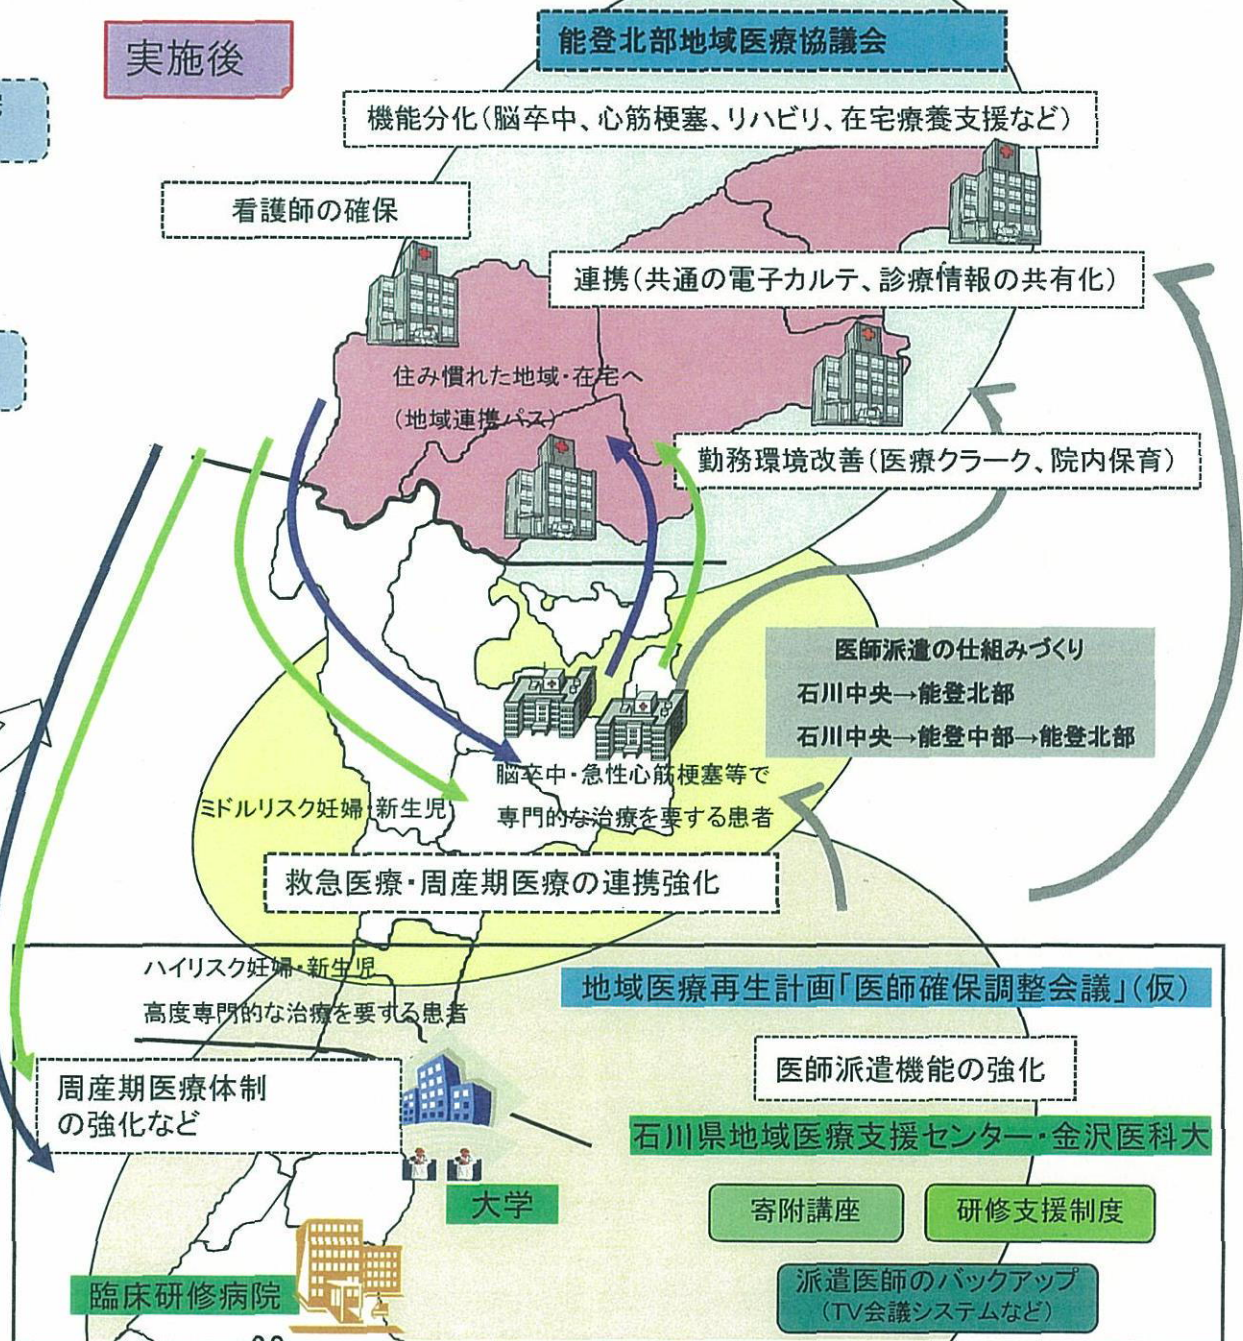 実施後
能登北部地域医療協議会
機能分化(脳卒中、心筋梗塞、リハビリ、在宅療養支援など)
看護師の確保
連携(共通の電子カルテ、診療情報の共有化)
住み慣れた地域・在宅へ
(地域連携パス)
勤務環境改善(医療クラーク、院内保育)
医師派遣の仕組みづくり
石川中央→能登北部
石川中央→能登中部→能登北部
脳卒中・急性心筋梗塞等で
専門的な治療を要する患者
ミドルリスク妊婦・新生児
救急医療・周産期医療の連携強化
ハイリスク妊婦・新生児
高度専門的な治療を要する患者
地域医療再生計画「医師確保調整会議」(仮)
周産期医療体制
の強化など
医師派遣機能の強化
石川県地域医療支援センター・金沢医科大
大学
寄附講座
研修支援制度
臨床研修病院
派遣医師のバックアップ
(TV会議システムなど)